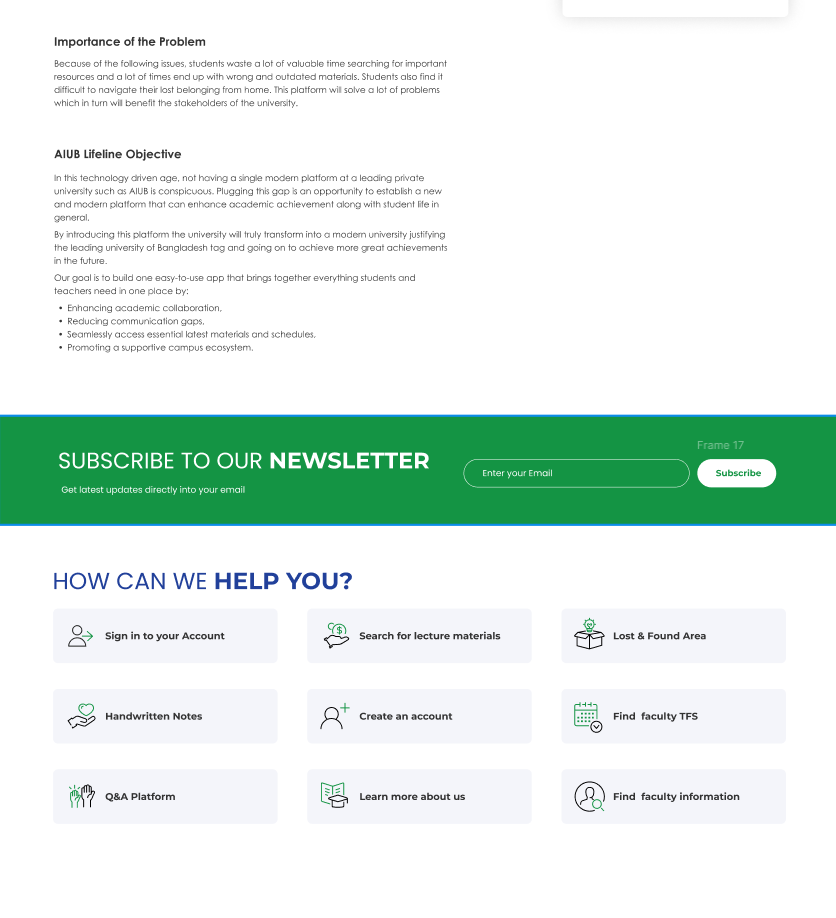 Importance of the Problem
Because of the following issues, students waste a lot of valuable time searching for important
resources and a lot of times end up with wrong and outdated materials. Students also find it
difficult to navigate their lost belonging from home. This platform will solve a lot of problems
which in turn will benefit the stakeholders of the university.
AIUB Lifeline Objective
In this technology driven age, not having a single modern platform at a leading private
university such as AIUB is conspicuous. Plugging this gap is an opportunity to establish a new
and modern platform that can enhance academic achievement along with student life in
general.
By introducing this platform the university will truly transform into a modern university justifying
the leading university of Bangladesh tag and going on to achieve more great achievements
in the future.
Our goal is to build one easy-to-use app that brings together everything students and
teachers need in one place by:
• Enhancing academic collaboration,
• Reducing communication gaps,
• Seamlessly access essential latest materials and schedules,
• Promoting a supportive campus ecosystem.
Frame 17
SUBSCRIBE TO OUR NEWSLETTER
Enter your Email
Subscribe
Get latest updates directly into your email
HOW CAN WE HELP YOU?
Sign in to your Account
Search for lecture materials
Lost & Found Area
Handwritten Notes
Create an account
Find faculty TFS
Q&A Platform
Learn more about us
Find faculty information